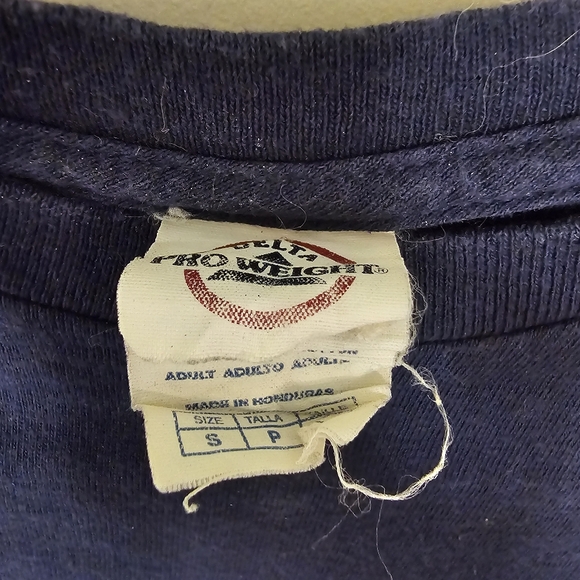 DELTA
PRO WEIGHT®
ADULT ADULTO ADULTE
MADE IN HONDURAS
SIZE TALLA TAILLE
S P